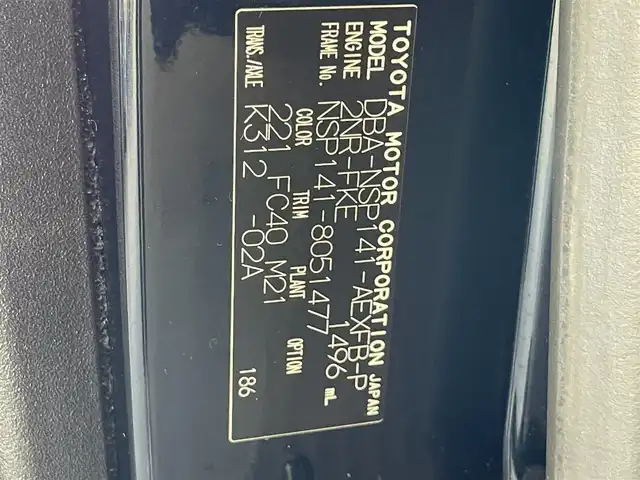 TOYOTA MOTOR CORPORATION JAPAN
MODEL DBA-NSP141-AEXFB-P
ENGINE 2NR-FKE 1496 mL
FRAME No. NSP141-8051477
COLOR TRIM PLANT OPTION
221 FC40 M21
TRANS./AXLE K312 -02A
186